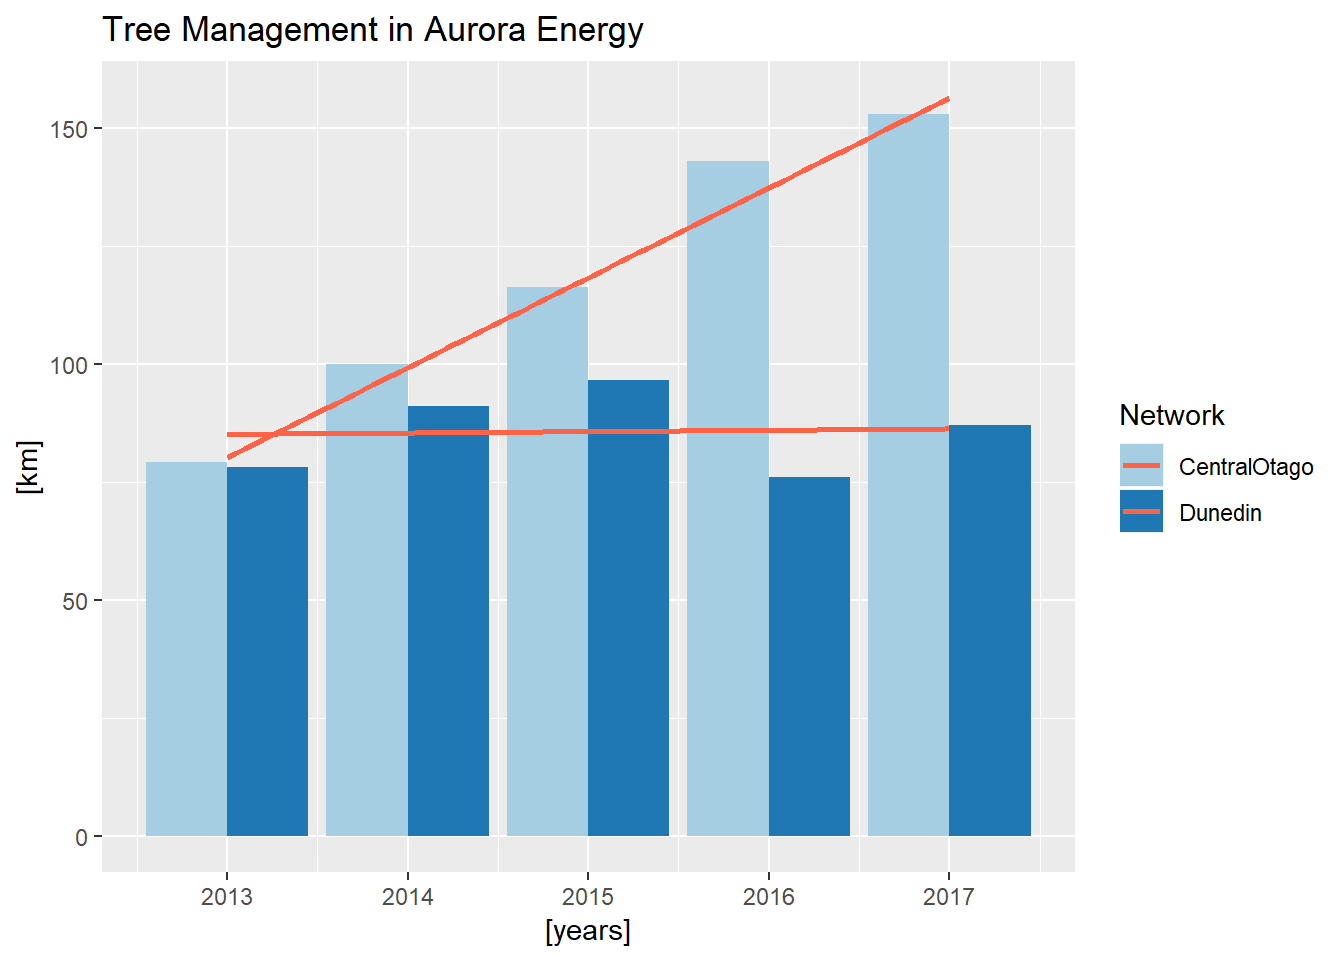 Tree Management in Aurora Energy
150
100
50
0
[km]
2013 2014 2015 2016 2017
[years]
Network
CentralOtago
Dunedin